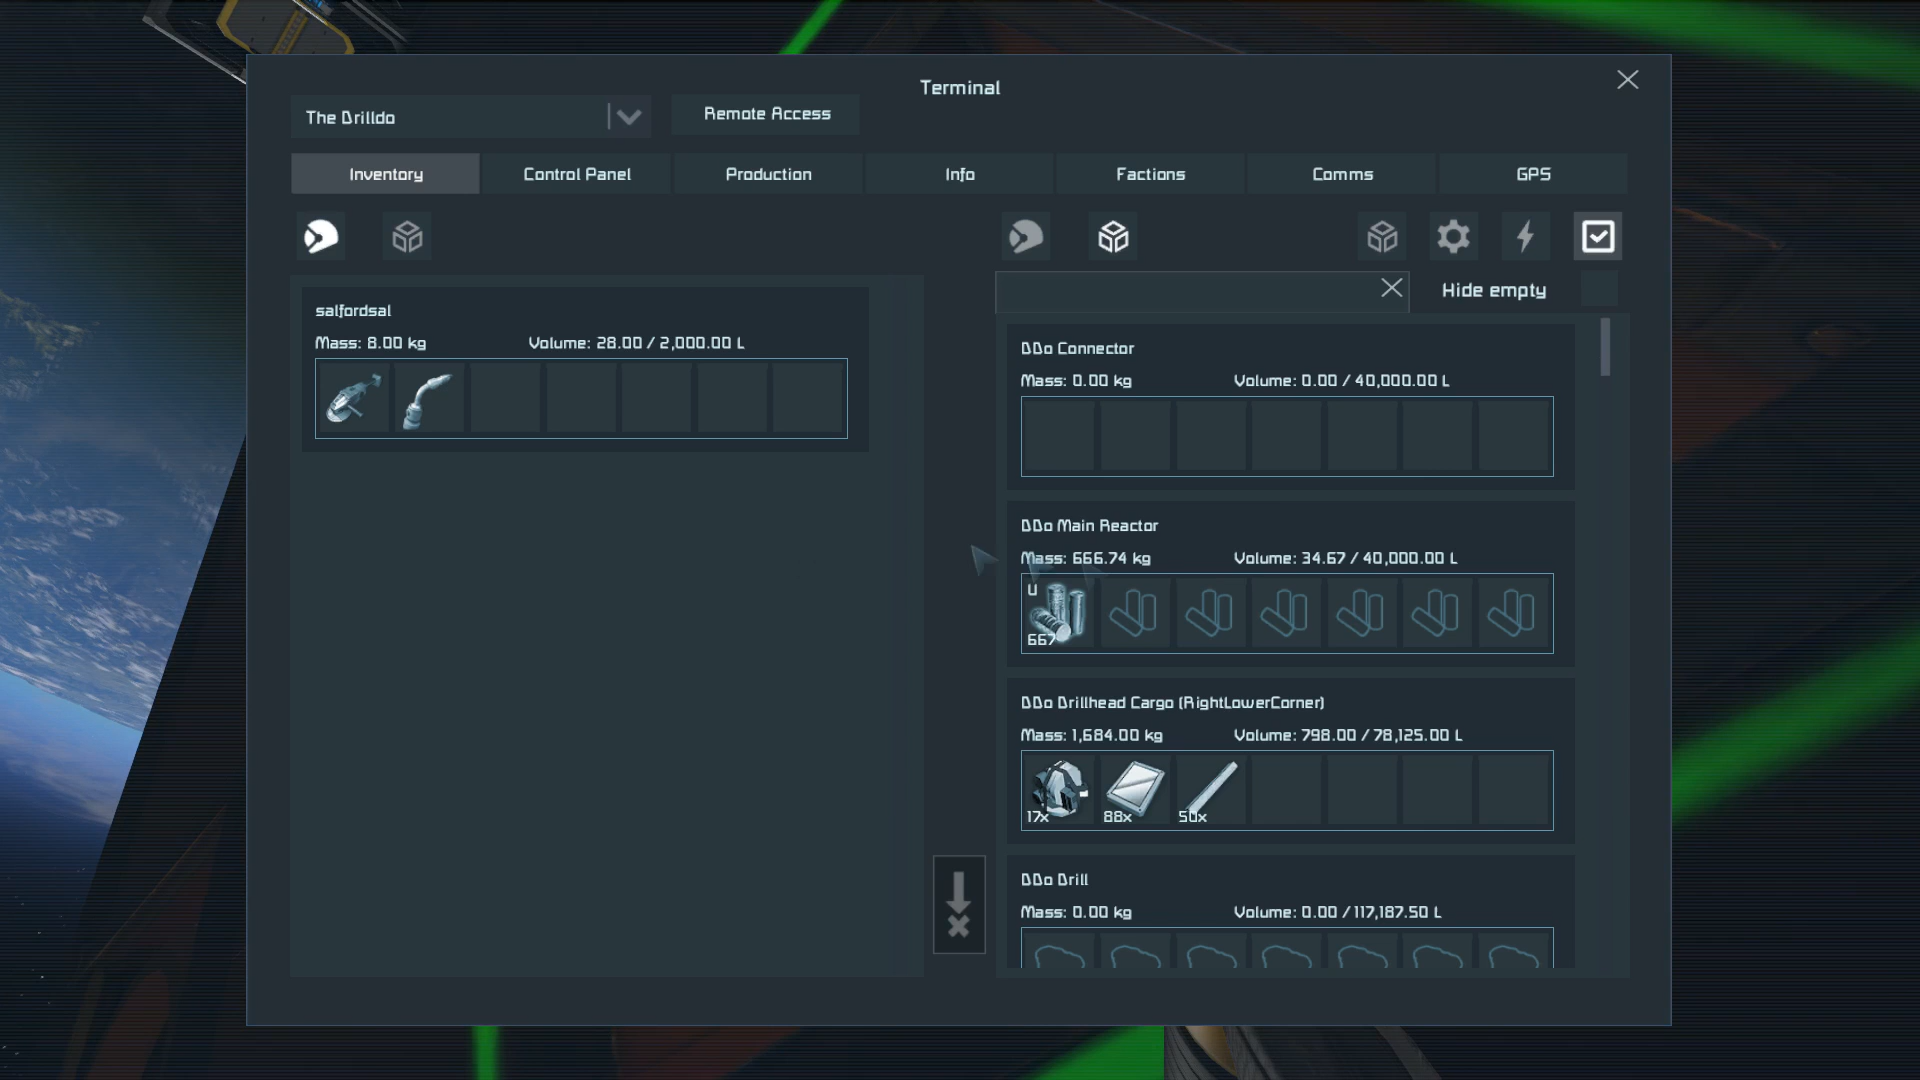 Terminal
The Drilldo
Remote Access
Inventory
Control Panel
Production
Info
Factions
Comms
GPS
Hide empty
salfordsal
Mass: 8.00 kg
Volume: 28.00 / 2,000.00 L
DDo Connector
Mass: 0.00 kg
Volume: 0.00 / 40,000.00 L
DDo Main Reactor
Mass: 666.74 kg
Volume: 34.67 / 40,000.00 L
U
667
DDo Drillhead Cargo (RightLowerCorner)
Mass: 1,684.00 kg
Volume: 798.00 / 78,125.00 L
17x
88x
50x
DDo Drill
Mass: 0.00 kg
Volume: 0.00 / 117,187.50 L